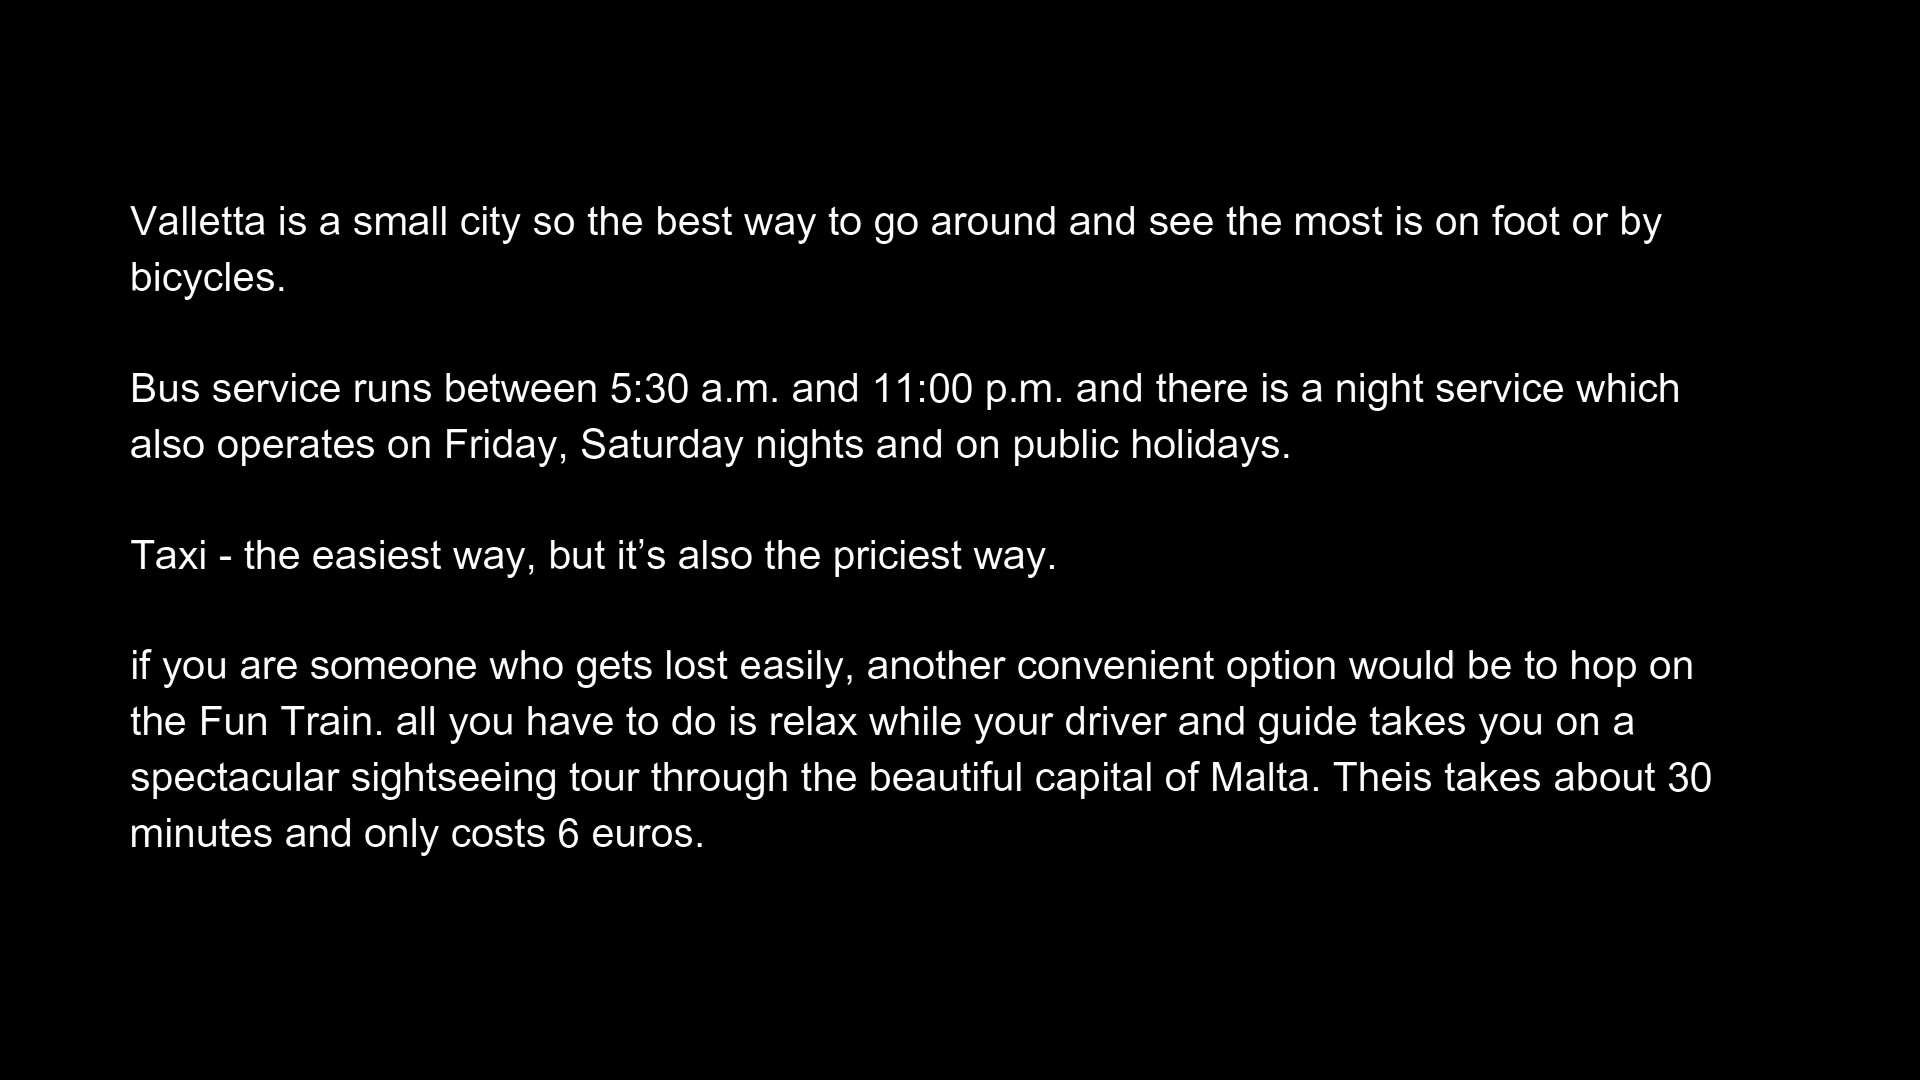 Valletta is a small city so the best way to go around and see the most is on foot or by
bicycles.
Bus service runs between 5:30 a.m. and 11:00 p.m. and there is a night service which
also operates on Friday, Saturday nights and on public holidays.
Taxi - the easiest way, but it’s also the priciest way.
if you are someone who gets lost easily, another convenient option would be to hop on
the Fun Train. all you have to do is relax while your driver and guide takes you on a
spectacular sightseeing tour through the beautiful capital of Malta. Theis takes about 30
minutes and only costs 6 euros.